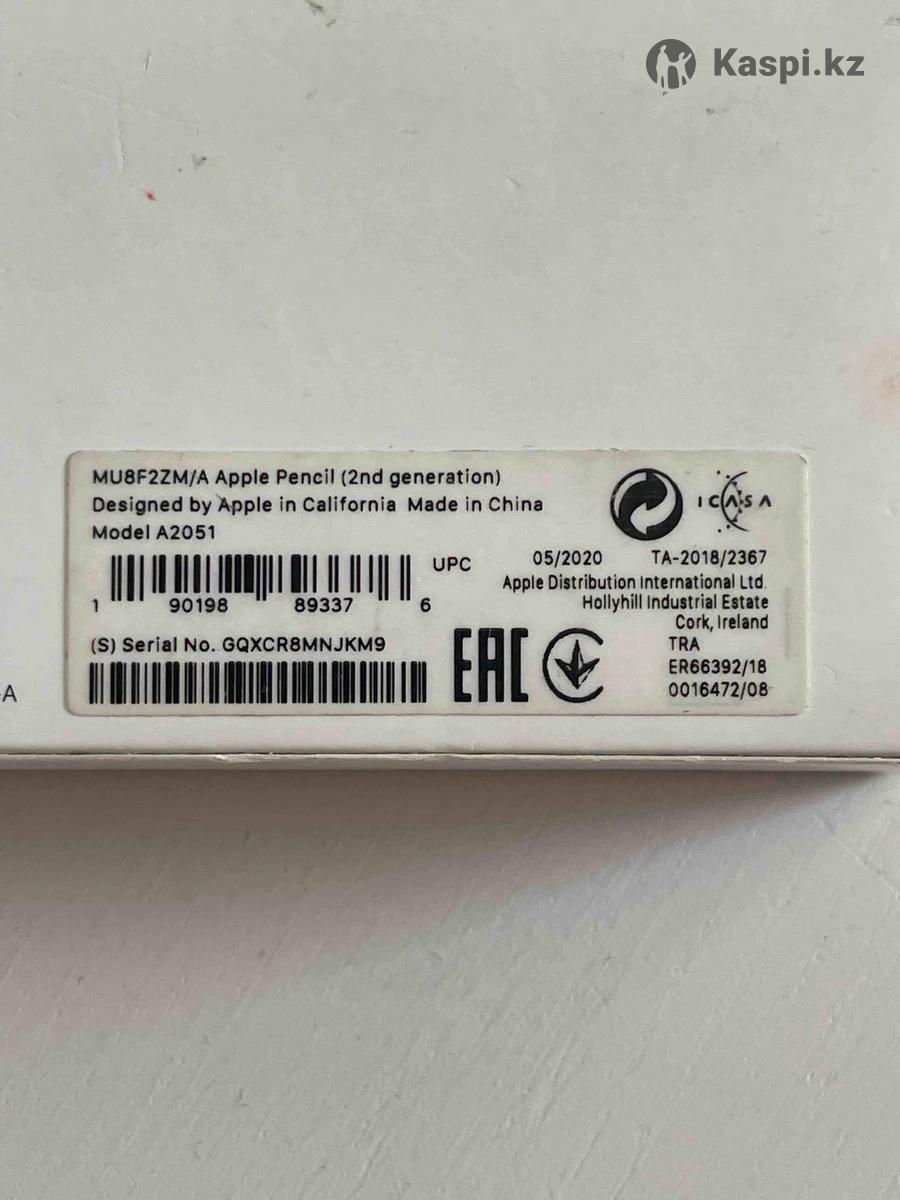 Kaspi.kz
MU8F2ZM/A Apple Pencil (2nd generation)
Designed by Apple in California Made in China
Model A2051
ICASA
UPC 05/2020 TA-2018/2367
1 90198 89337 6
Apple Distribution International Ltd.
Hollyhill Industrial Estate
Cork, Ireland
(S) Serial No. GQXCR8MNJKM9
TRA
ER66392/18
0016472/08
EAC
-A